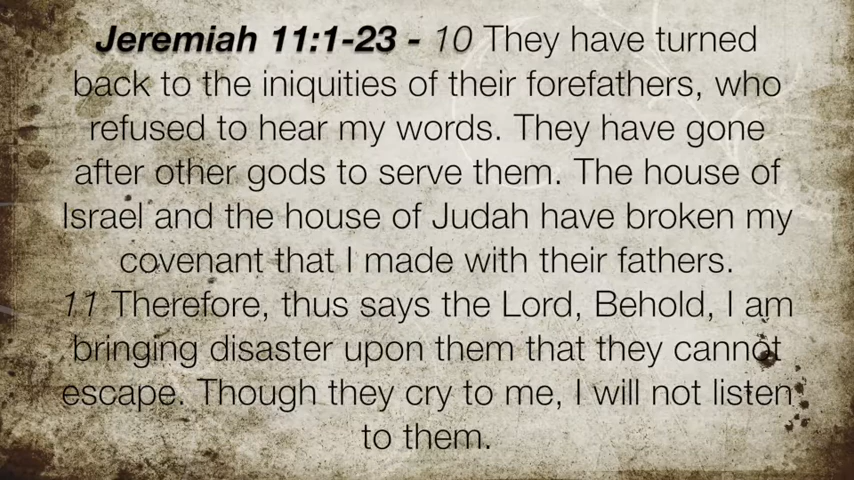 Jeremiah 11:1-23 - 10 They have turned
back to the iniquities of their forefathers, who
refused to hear my words. They have gone
after other gods to serve them. The house of
Israel and the house of Judah have broken my
covenant that I made with their fathers.
11 Therefore, thus says the Lord, Behold, I am
bringing disaster upon them that they cannot
escape. Though they cry to me, I will not listen
to them.